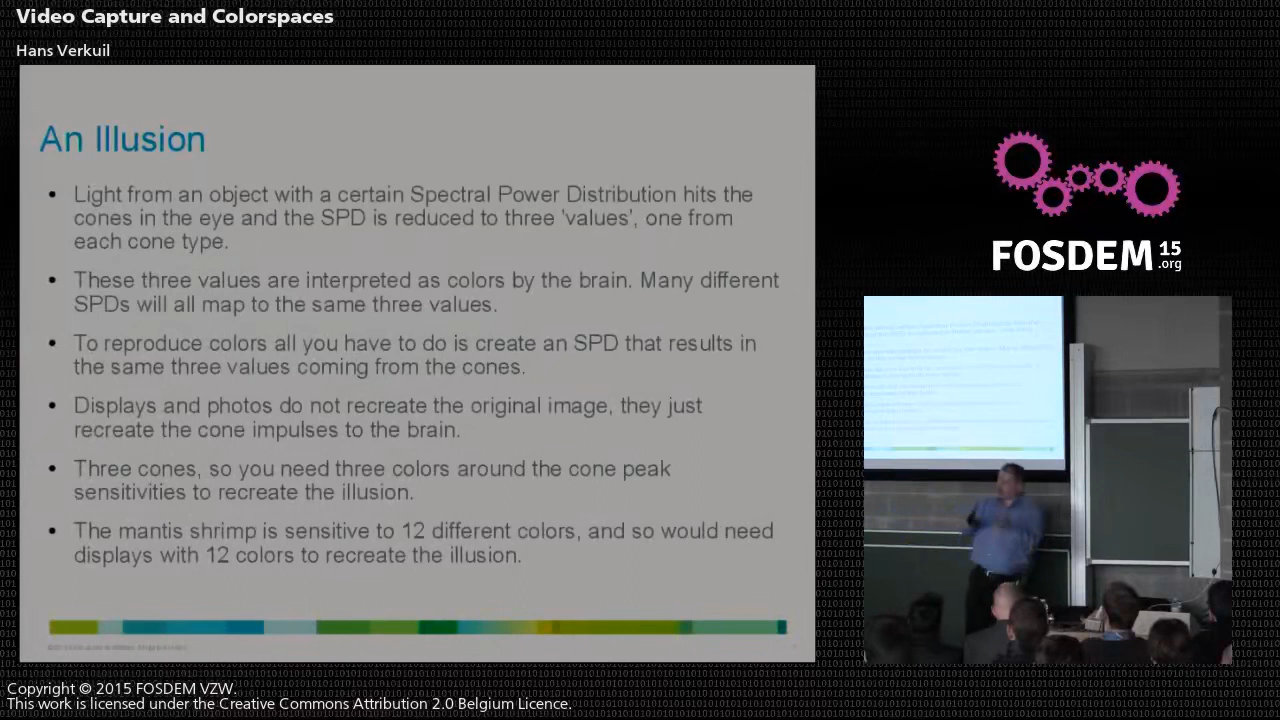 Video Capture and Colorspaces
Hans Verkuil
An Illusion
• Light from an object with a certain Spectral Power Distribution hits the
cones in the eye and the SPD is reduced to three 'values', one from
each cone type.
• These three values are interpreted as colors by the brain. Many different
SPDs will all map to the same three values.
• To reproduce colors all you have to do is create an SPD that results in
the same three values coming from the cones.
• Displays and photos do not recreate the original image, they just
recreate the cone impulses to the brain.
• Three cones, so you need three colors around the cone peak
sensitivities to recreate the illusion.
• The mantis shrimp is sensitive to 12 different colors, and so would need
displays with 12 colors to recreate the illusion.
FOSDEM 15
.org
Copyright © 2015 FOSDEM VZW.
This work is licensed under the Creative Commons Attribution 2.0 Belgium Licence.